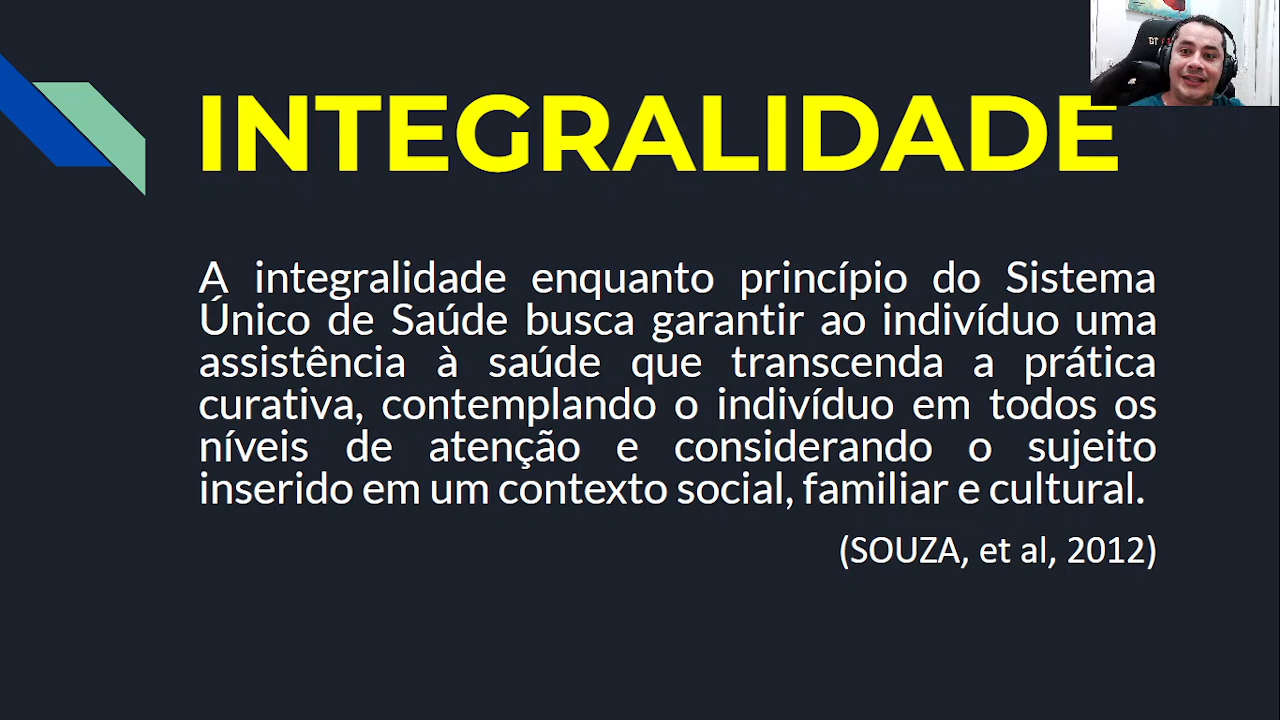 INTEGRALIDADE
A integralidade enquanto princípio do Sistema
Único de Saúde busca garantir ao indivíduo uma
assistência à saúde que transcenda a prática
curativa, contemplando o indivíduo em todos os
níveis de atenção e considerando o sujeito
inserido em um contexto social, familiar e cultural.
(SOUZA, et al, 2012)